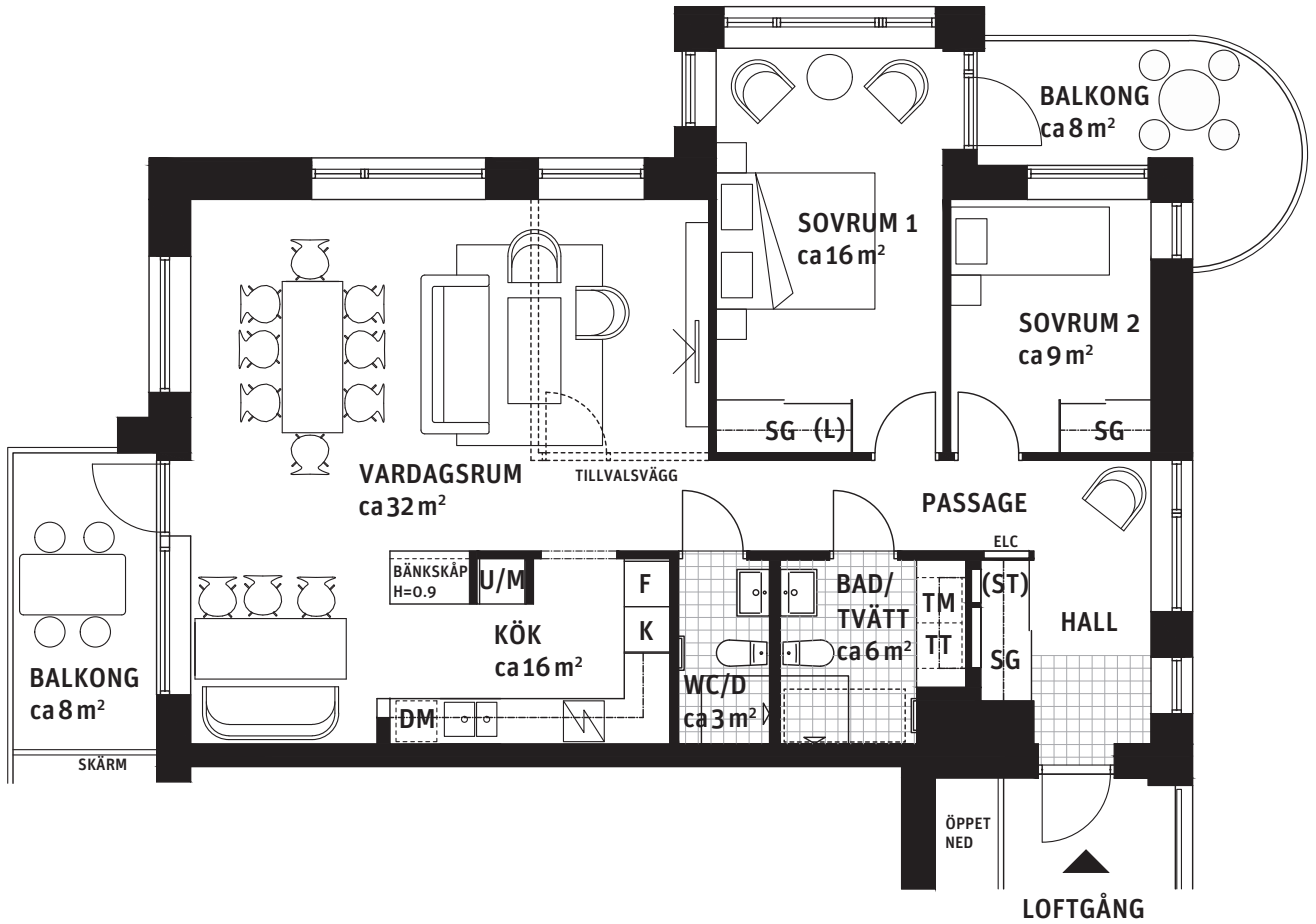 BALKONG
ca 8 m²
SOVRUM 1
ca 16 m²
SOVRUM 2
ca 9 m²
SG (L)
SG
VARDAGSRUM
ca 32 m²
TILLVALSVÄGG
PASSAGE
ELC
BÄNKSKÅP
H=0.9
U/M
F
K
KÖK
ca 16 m²
DM
WC/D
ca 3 m²
BAD/
TVÄTT
ca 6 m²
TM
TT
(ST)
SG
HALL
BALKONG
ca 8 m²
SKÄRM
ÖPPET
NED
LOFTGÅNG